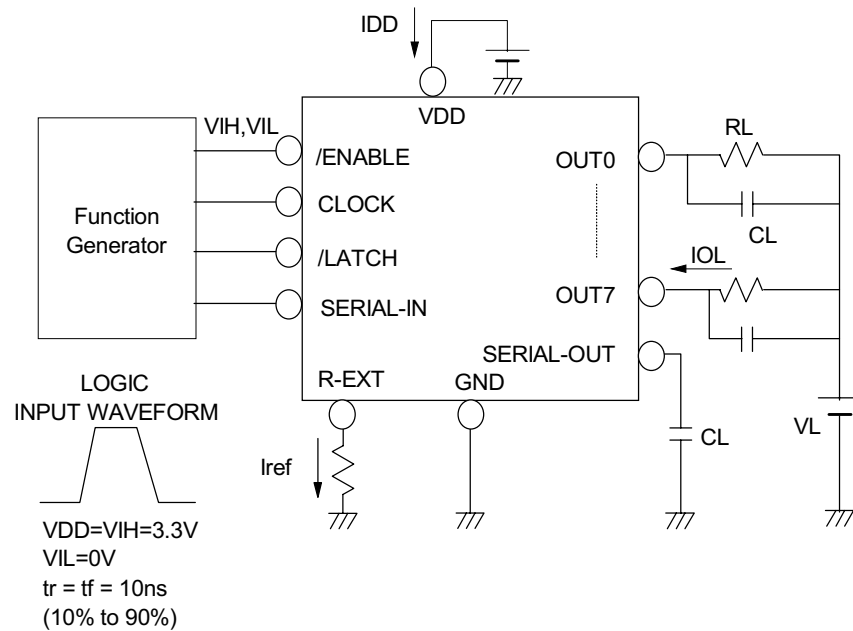 IDD
VDD
VIH,VIL
/ENABLE
CLOCK
/LATCH
SERIAL-IN
Function
Generator
OUT0
RL
CL
IOL
OUT7
SERIAL-OUT
R-EXT
GND
CL
VL
Iref
LOGIC
INPUT WAVEFORM
VDD=VIH=3.3V
VIL=0V
tr = tf = 10ns
(10% to 90%)